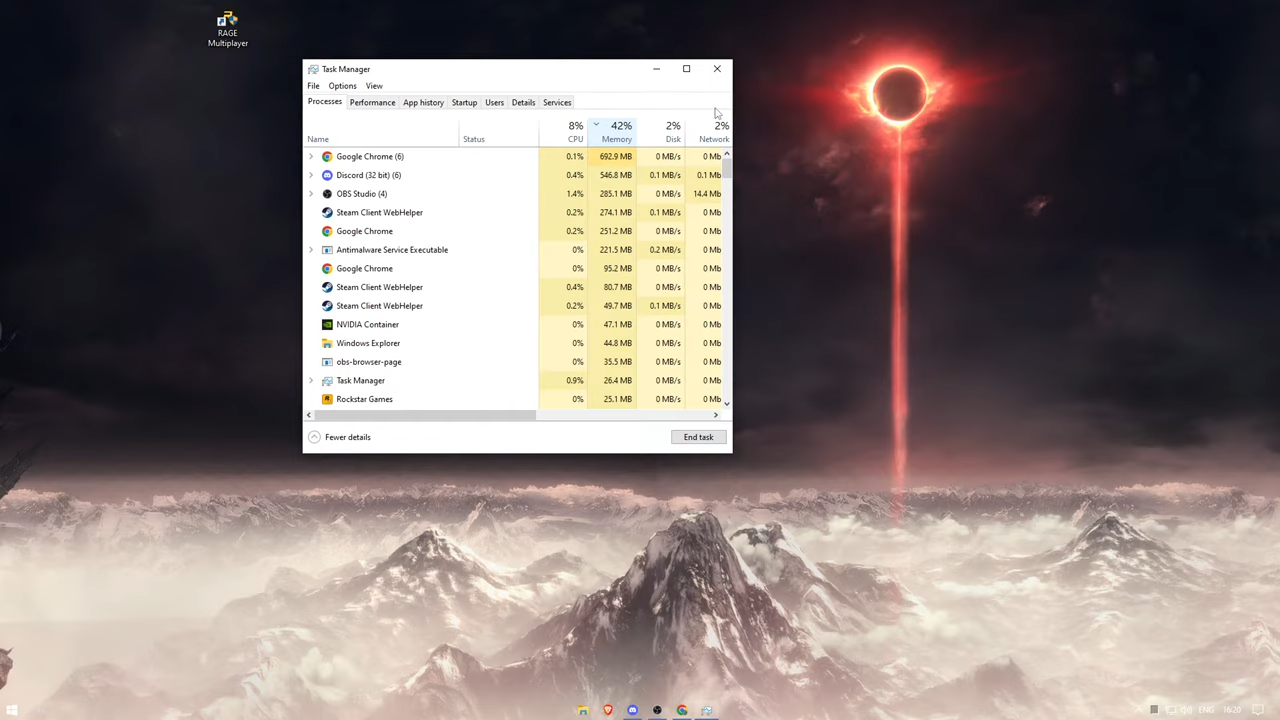 RAGE
Multiplayer
Task Manager
File Options View
Processes Performance App history Startup Users Details Services
8% 42% 2% 2%
Name Status CPU Memory Disk Network
Google Chrome (6) 0.1% 692.9 MB 0 MB/s 0 Mb
Discord (32 bit) (6) 0.4% 546.8 MB 0.1 MB/s 0.1 Mb
OBS Studio (4) 1.4% 285.1 MB 0 MB/s 14.4 Mb
Steam Client WebHelper 0.2% 274.1 MB 0.1 MB/s 0 Mb
Google Chrome 0.2% 251.2 MB 0 MB/s 0 Mb
Antimalware Service Executable 0% 221.5 MB 0.2 MB/s 0 Mb
Google Chrome 0% 95.2 MB 0 MB/s 0 Mb
Steam Client WebHelper 0.4% 80.7 MB 0 MB/s 0 Mb
Steam Client WebHelper 0.2% 49.7 MB 0.1 MB/s 0 Mb
NVIDIA Container 0% 47.1 MB 0 MB/s 0 Mb
Windows Explorer 0% 44.8 MB 0 MB/s 0 Mb
obs-browser-page 0% 35.5 MB 0 MB/s 0 Mb
Task Manager 0.9% 26.4 MB 0 MB/s 0 Mb
Rockstar Games 0% 25.1 MB 0 MB/s 0 Mb
Fewer details End task
ENG 16:20